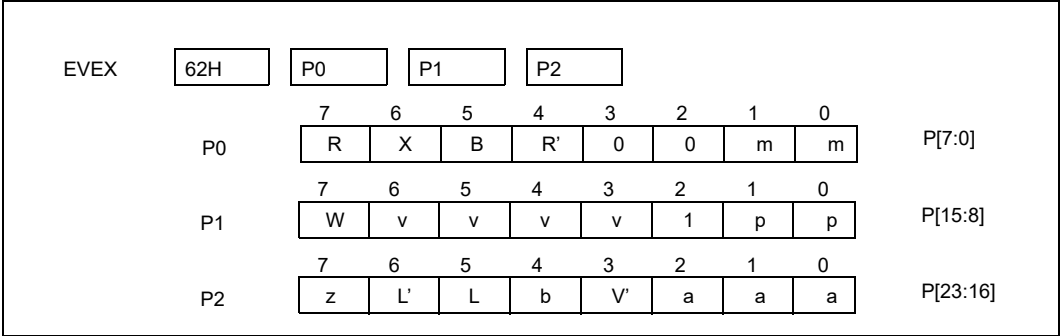 EVEX 62H P0 P1 P2
7 6 5 4 3 2 1 0
P0 R X B R’ 0 0 m m P[7:0]
7 6 5 4 3 2 1 0
P1 W v v v v 1 p p P[15:8]
7 6 5 4 3 2 1 0
P2 z L’ L b V’ a a a P[23:16]